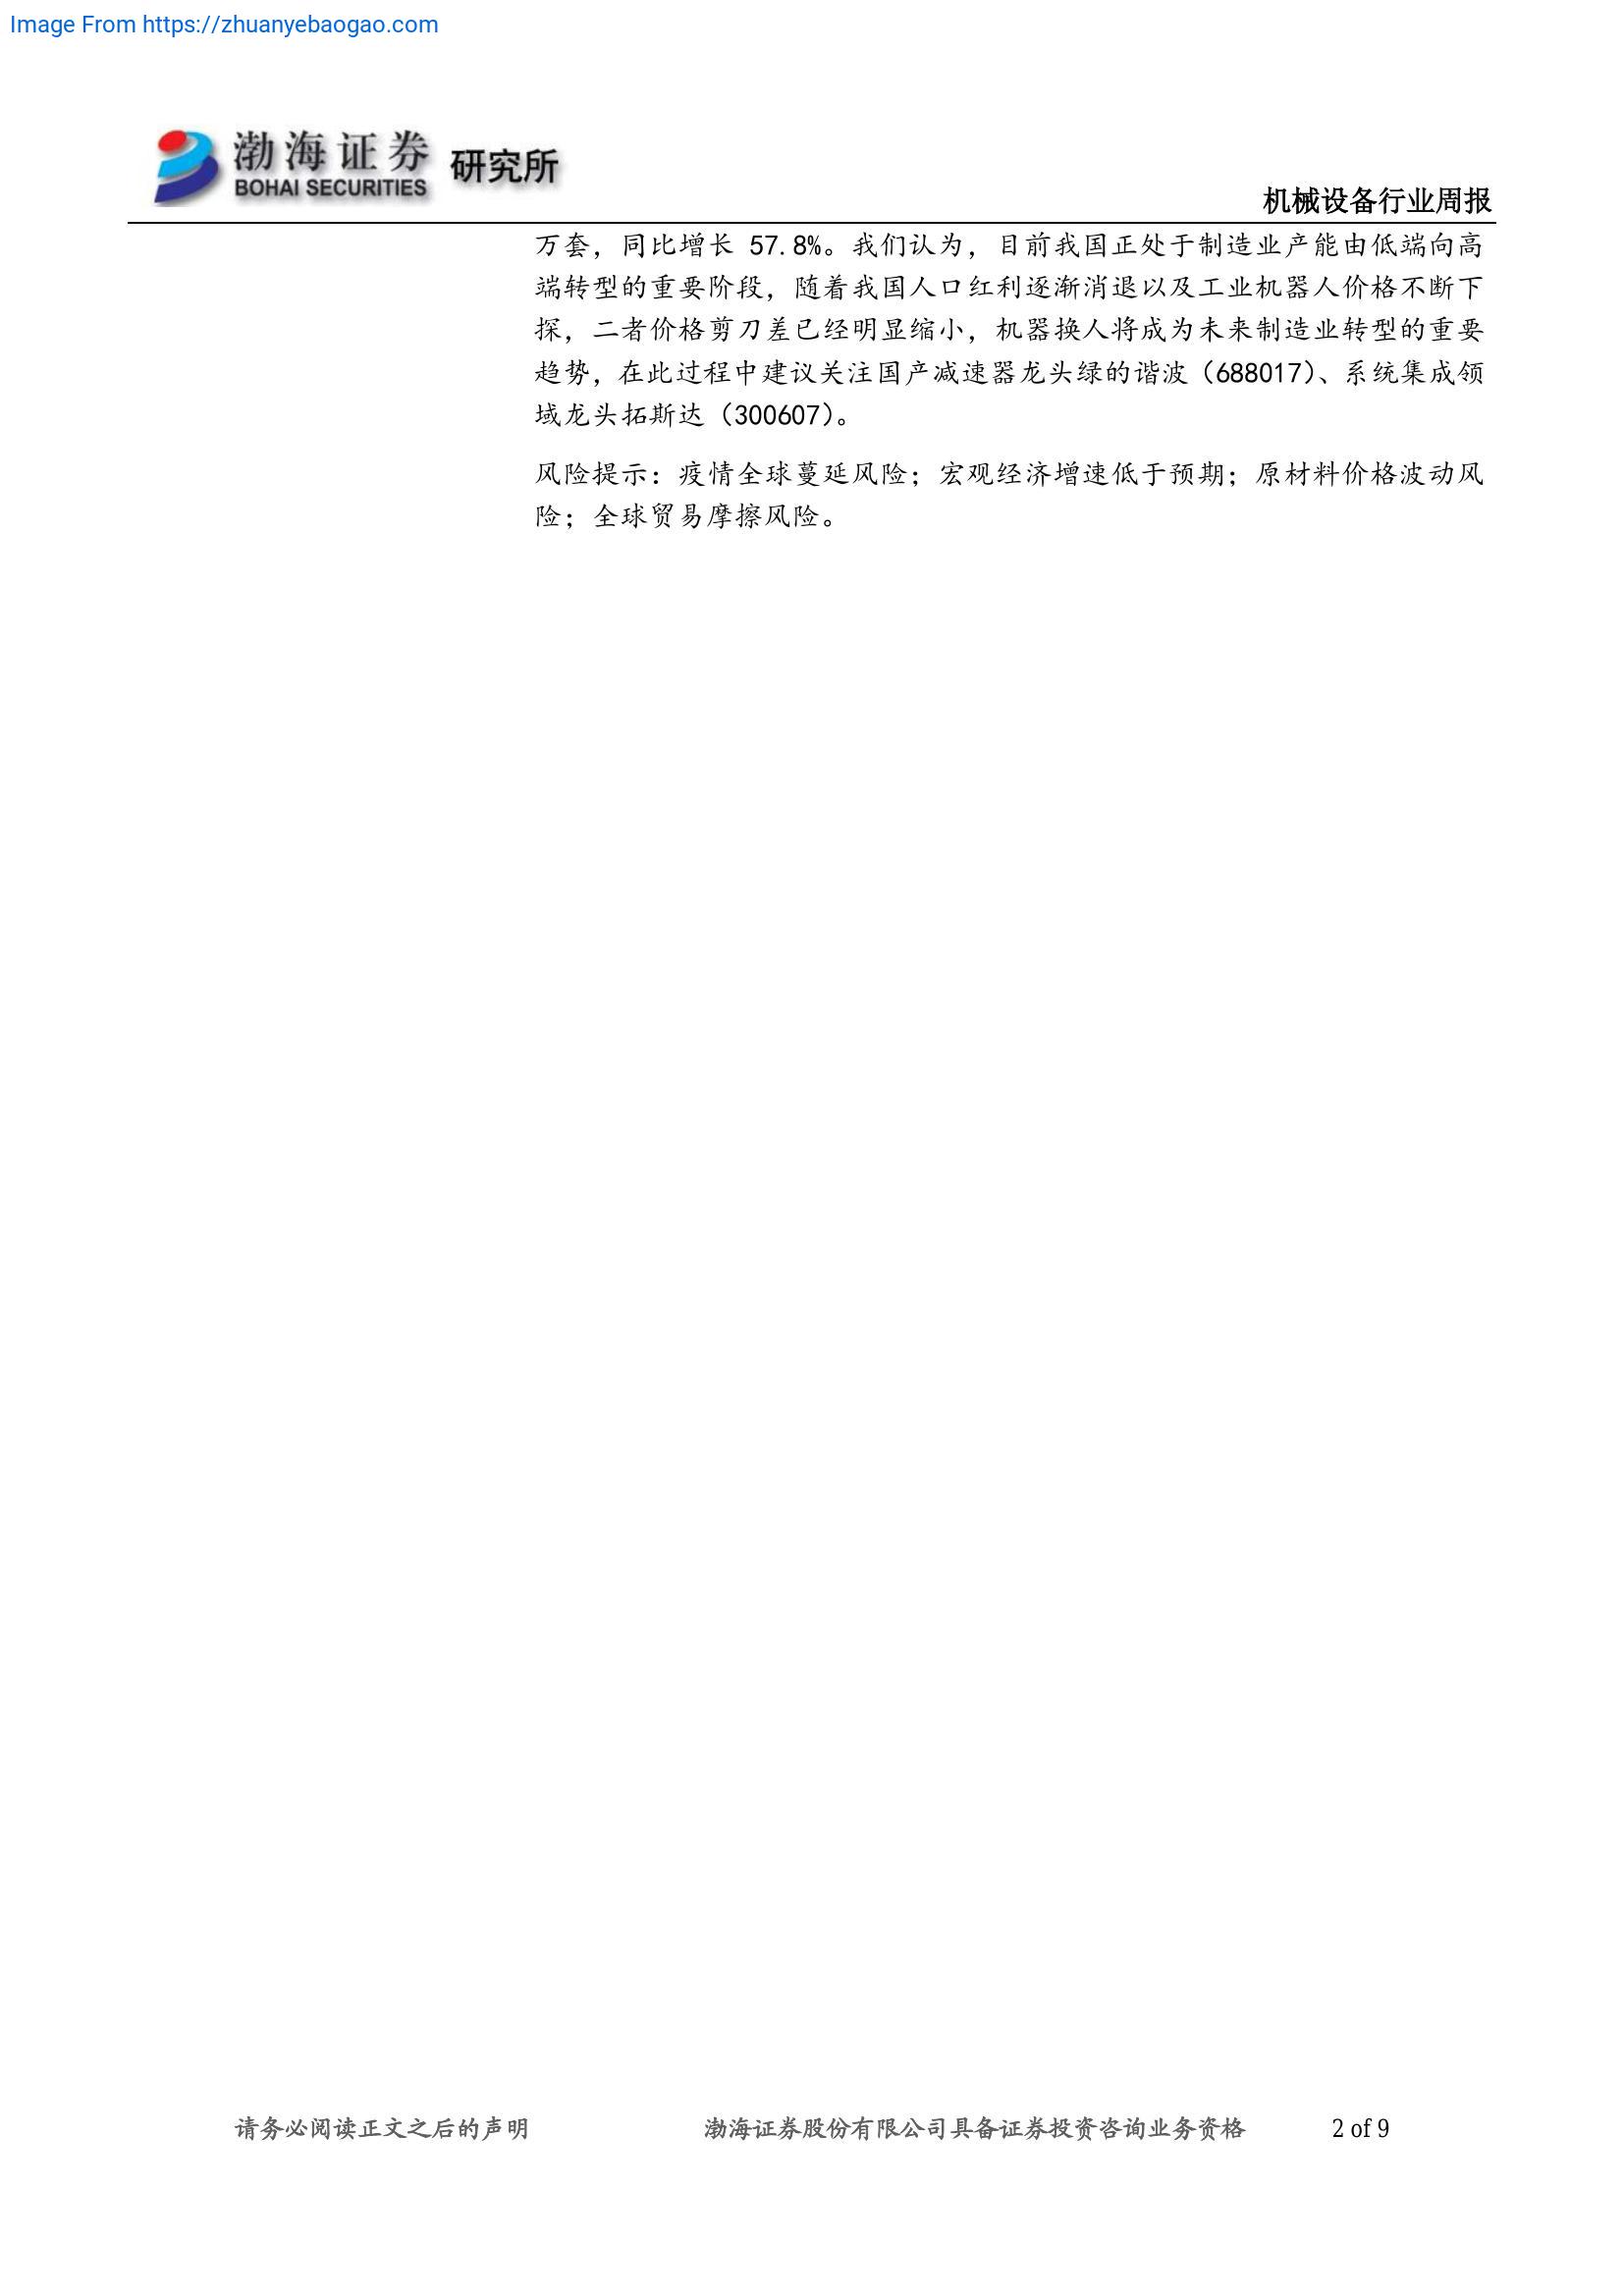 Image From https://zhuanyebaogao.com
渤海证券 研究所
BOHAI SECURITIES
机械设备行业周报
万套，同比增长 57.8%。我们认为，目前我国正处于制造业产能由低端向高
端转型的重要阶段，随着我国人口红利逐渐消退以及工业机器人价格不断下
探，二者价格剪刀差已经明显缩小，机器换人将成为未来制造业转型的重要
趋势，在此过程中建议关注国产减速器龙头绿的谐波（688017）、系统集成领
域龙头拓斯达（300607）。
风险提示：疫情全球蔓延风险；宏观经济增速低于预期；原材料价格波动风
险；全球贸易摩擦风险。
请务必阅读正文之后的声明 渤海证券股份有限公司具备证券投资咨询业务资格 2 of 9